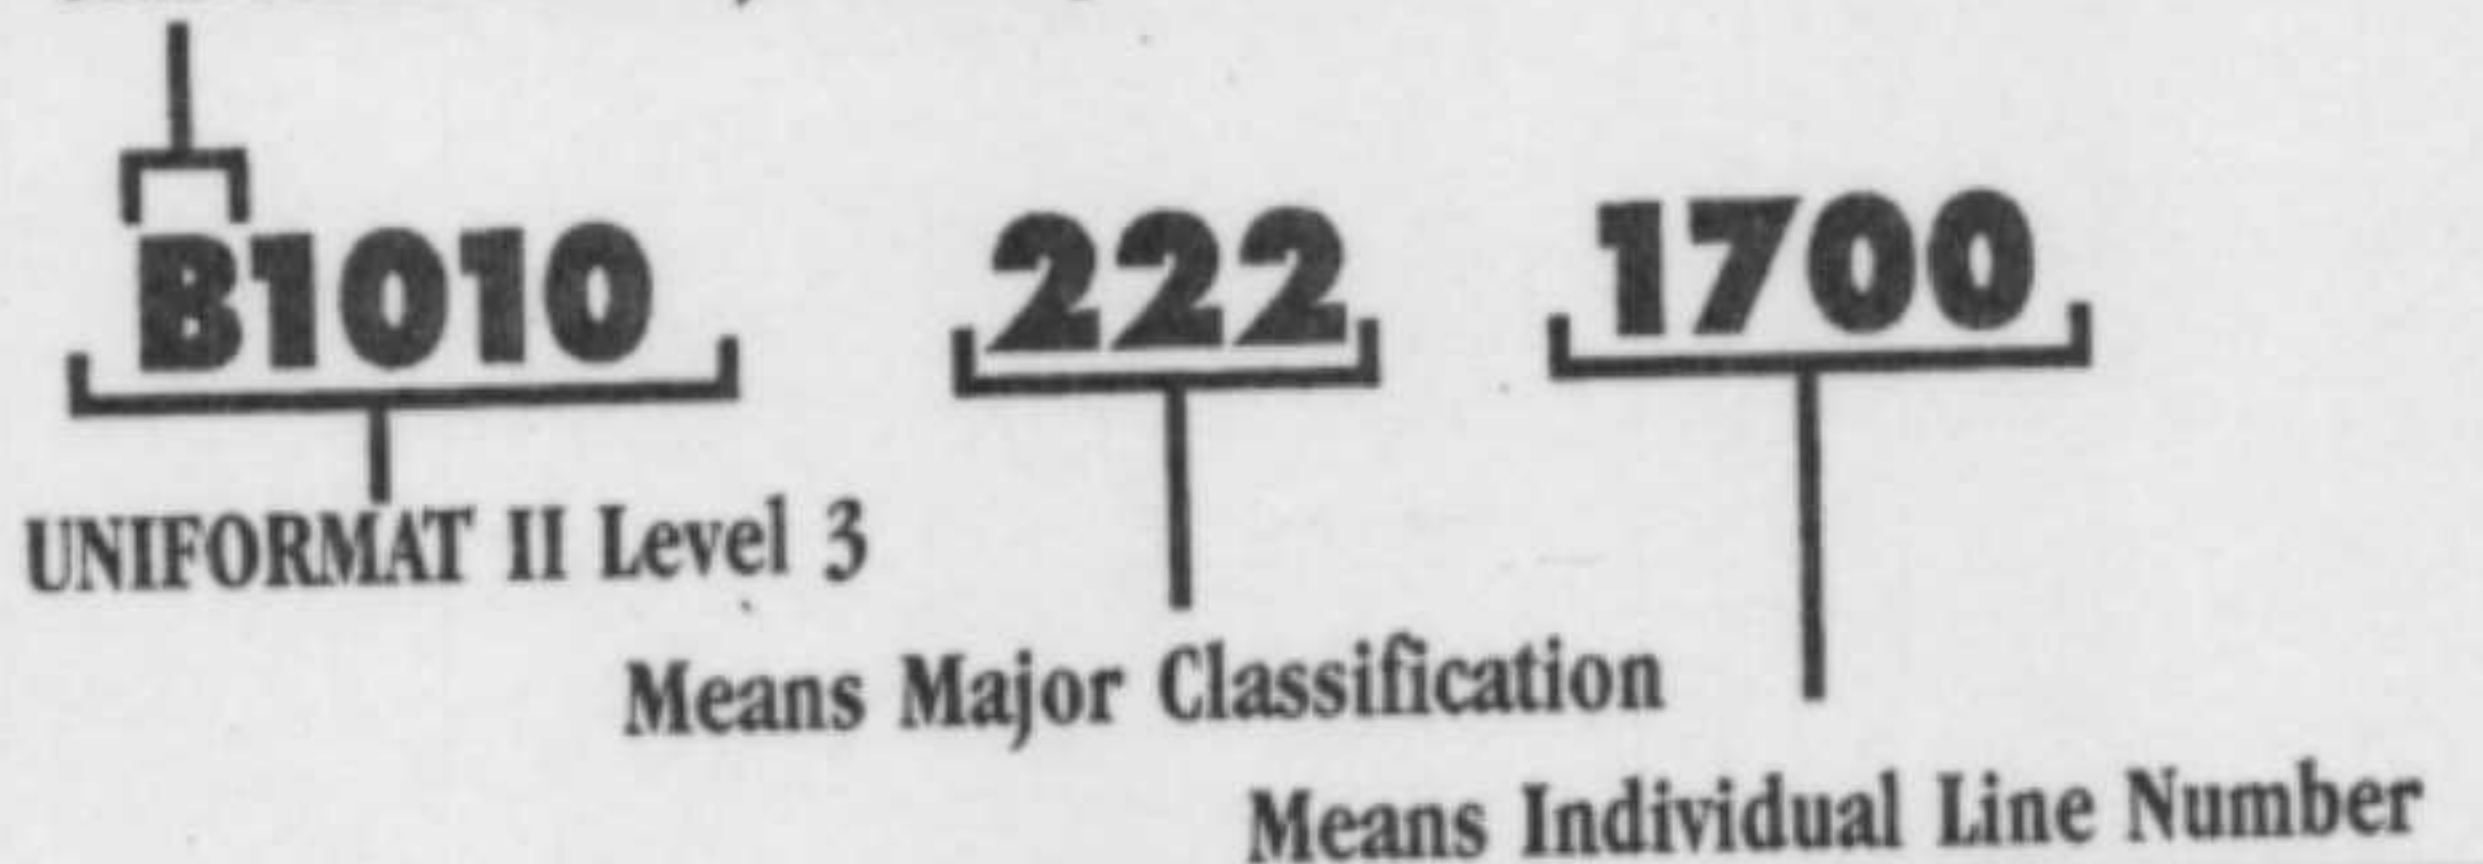 B1010 222 1700
UNIFORMAT II Level 3
Means Major Classification
Means Individual Line Number